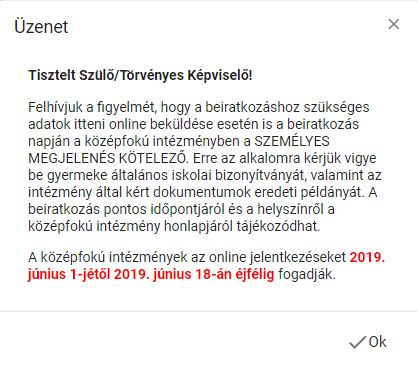 Üzenet
Tisztelt Szülő/Törvényes Képviselő!
Felhívjuk a figyelmét, hogy a beiratkozáshoz szükséges
adatok itteni online beküldése esetén is a beiratkozás
napján a középfokú intézményben a SZEMÉLYES
MEGJELENÉS KÖTELEZŐ. Erre az alkalomra kérjük vigye
be gyermeke általános iskolai bizonyítványát, valamint az
intézmény által kért dokumentumok eredeti példányát. A
beiratkozás pontos időpontjáról és a helyszínről a
középfokú intézmény honlapjáról tájékozódhat.
A középfokú intézmények az online jelentkezéseket 2019.
június 1-jétől 2019. június 18-án éjfélig fogadják.
Ok